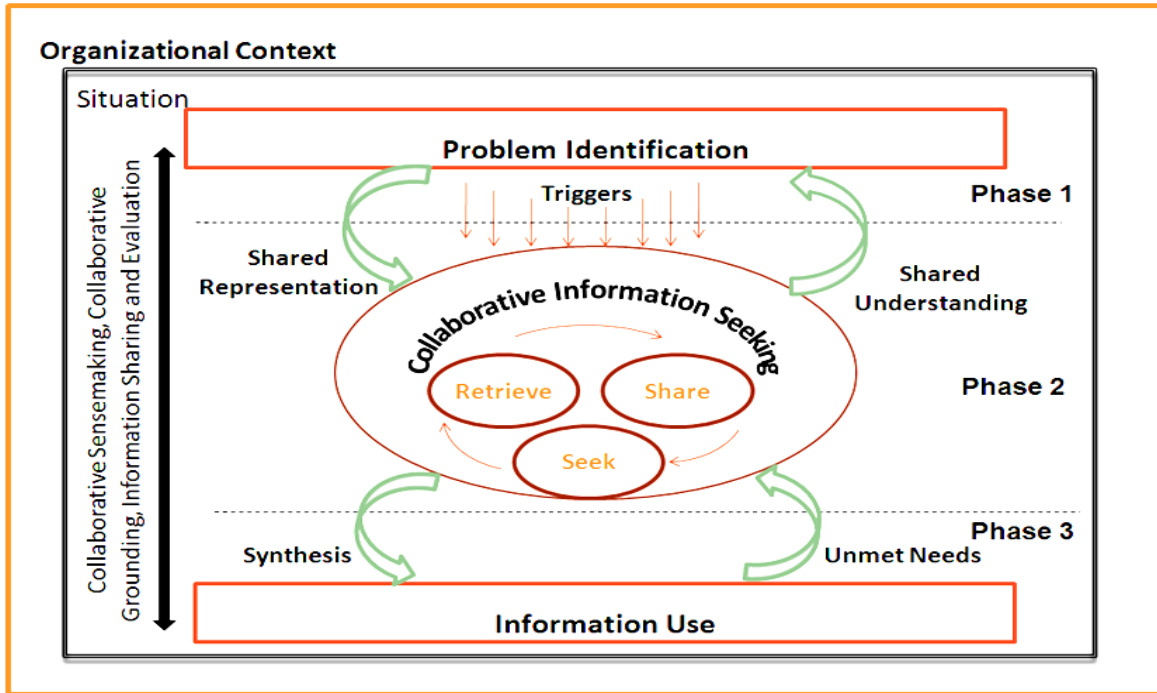 Organizational Context
Situation
Problem Identification
Triggers
Phase 1
Shared
Representation
Shared
Understanding
Collaborative Information Seeking
Retrieve
Share
Seek
Phase 2
Collaborative Sensemaking, Collaborative
Grounding, Information Sharing and Evaluation
Phase 3
Synthesis
Unmet Needs
Information Use